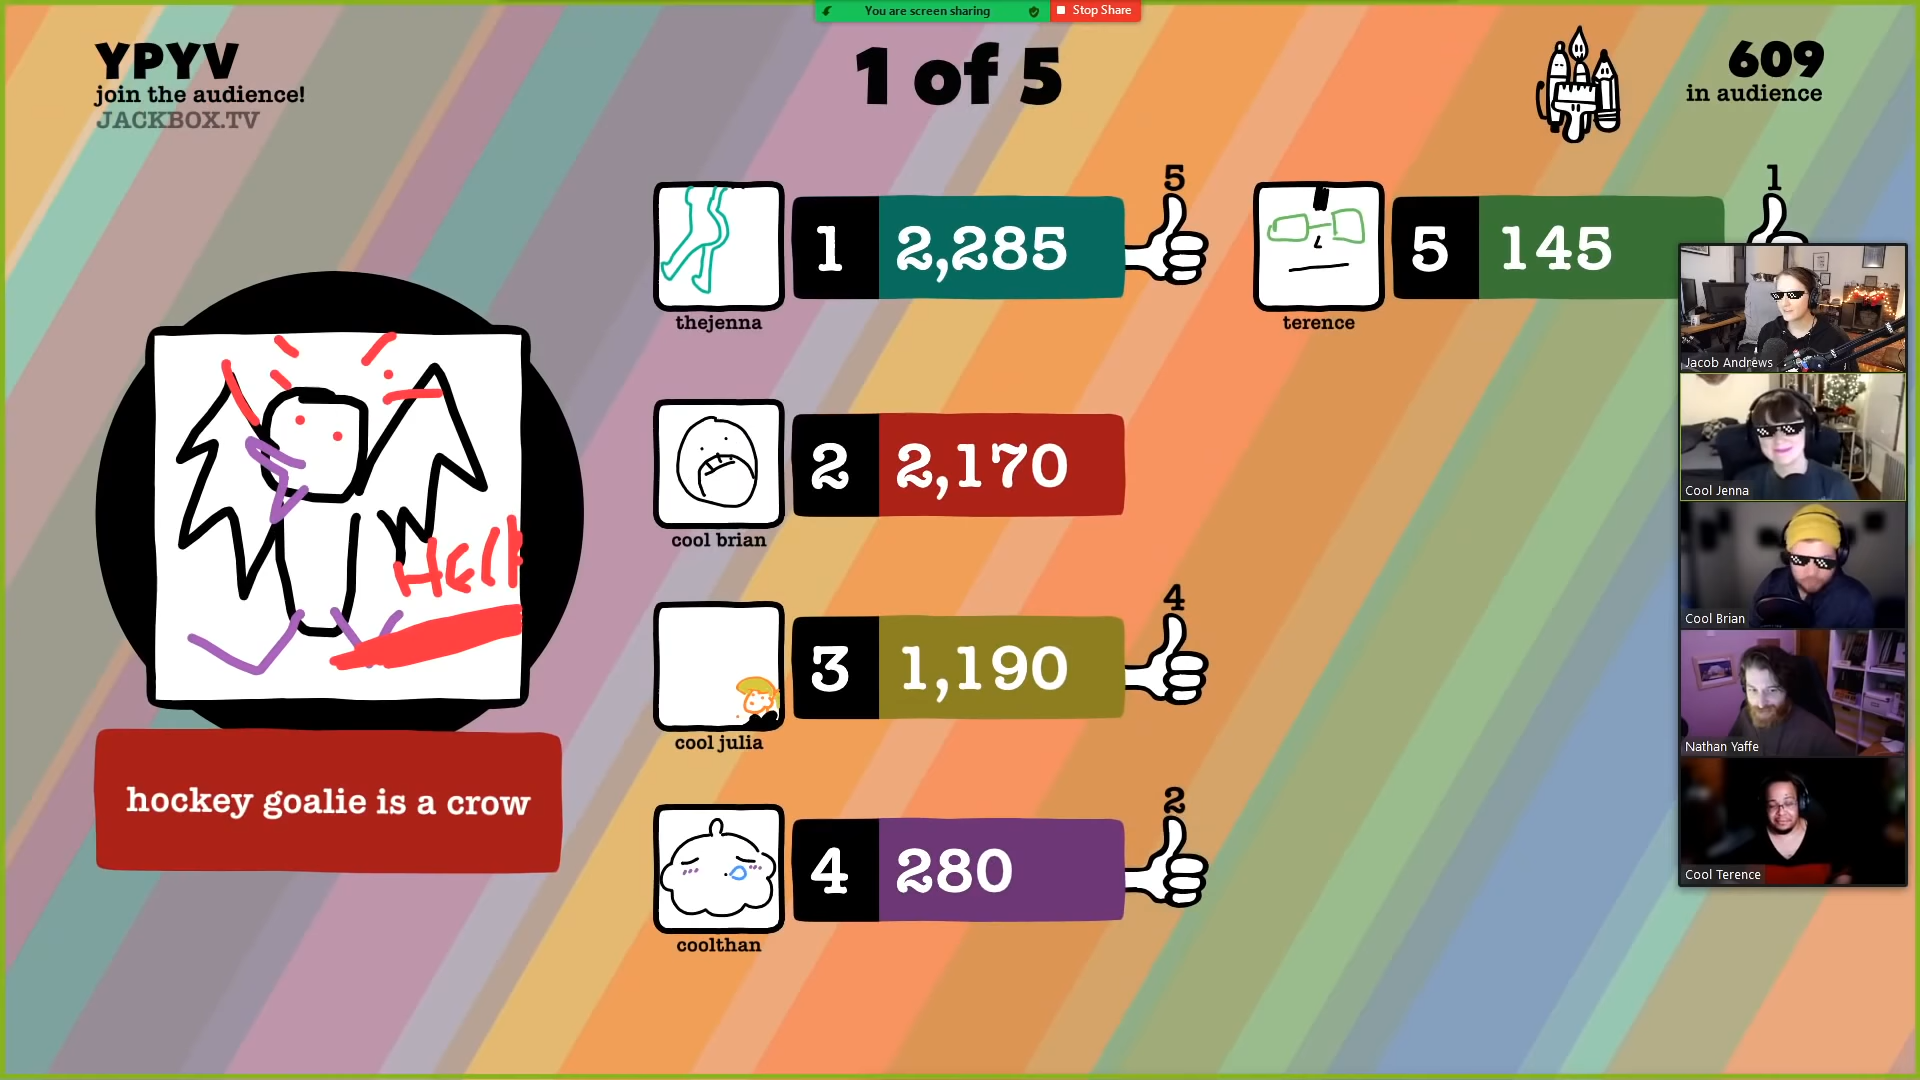 You are screen sharing
Stop Share
YPYV
join the audience!
JACKBOX.TV
1 of 5
609
in audience
5
1 2,285
thejenna
1
5 145
terence
2 2,170
cool brian
4
3 1,190
cool julia
2
4 280
coolthan
hockey goalie is a crow
Jacob Andrews
Cool Jenna
Cool Brian
Nathan Yaffe
Cool Terence